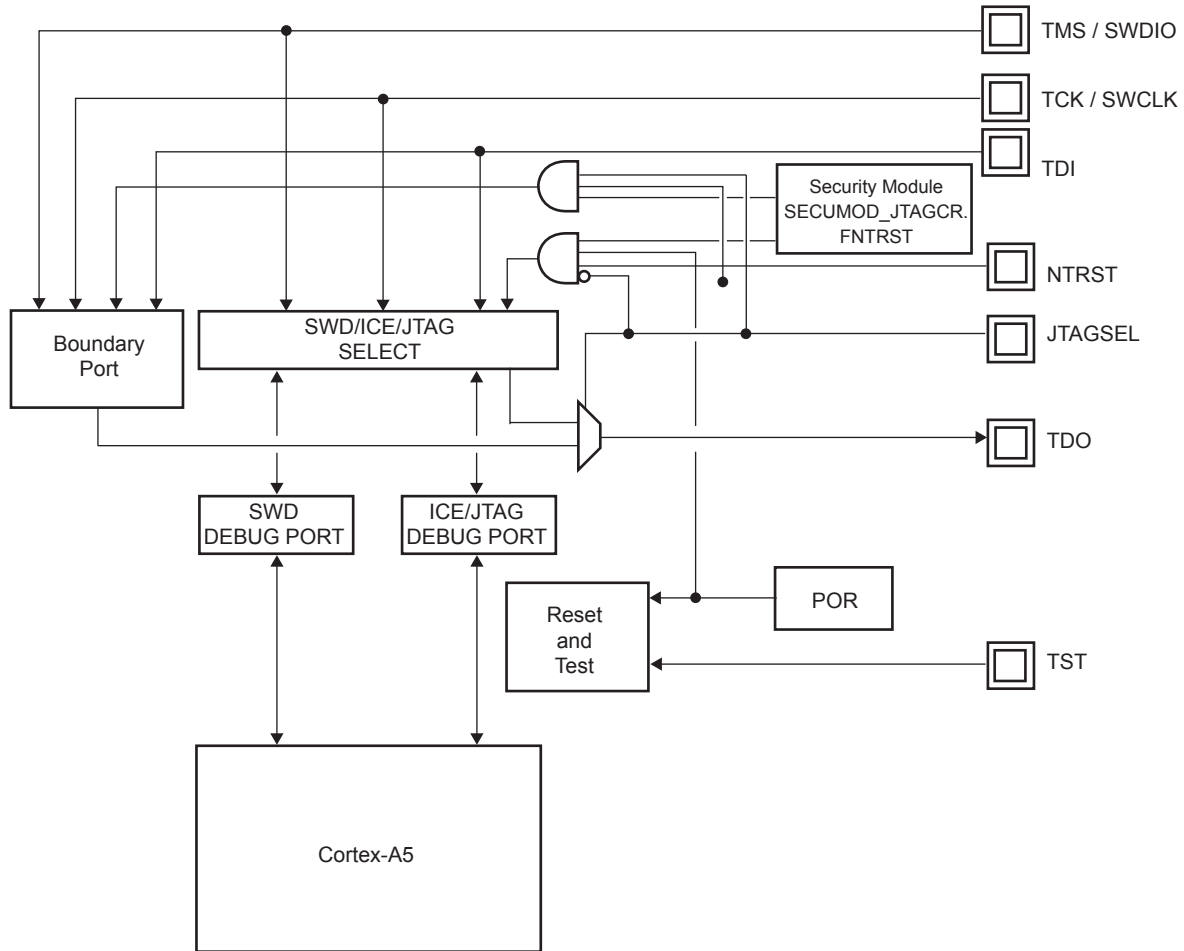 TMS / SWDIO
TCK / SWCLK
TDI
Security Module
SECUMOD_JTAGCR.
FNTRST
NTRST
SWD/ICE/JTAG
SELECT
Boundary
Port
JTAGSEL
TDO
SWD
DEBUG PORT
ICE/JTAG
DEBUG PORT
POR
Reset
and
Test
TST
Cortex-A5